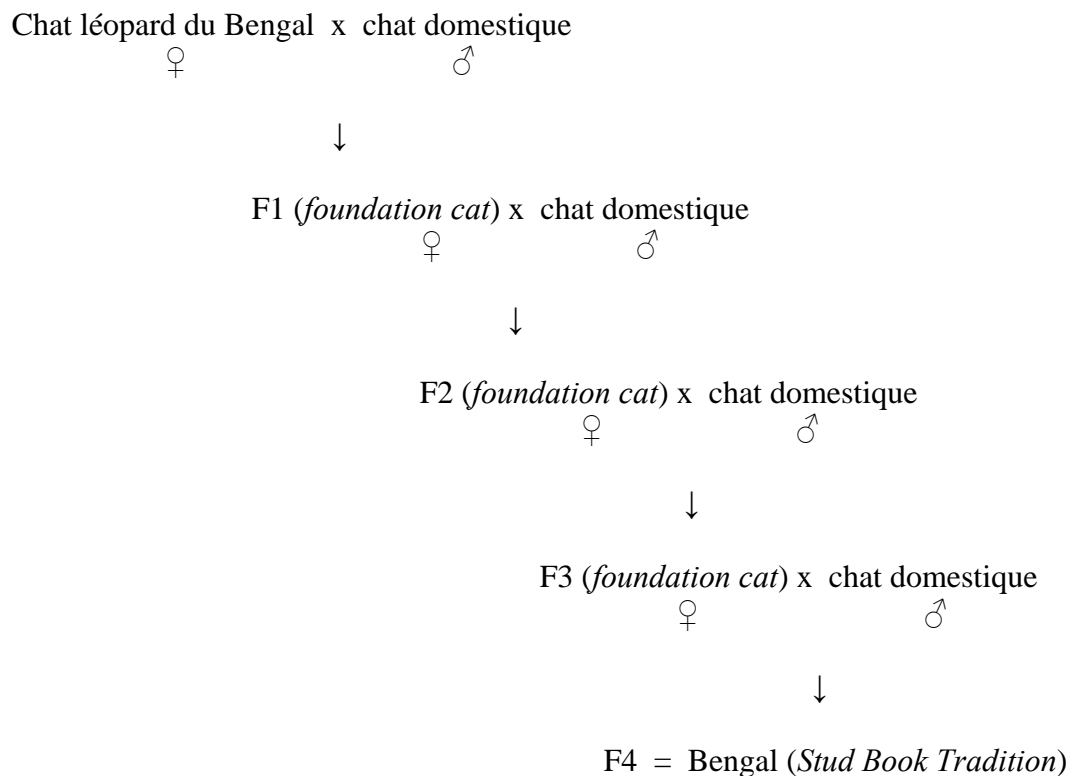 Chat léopard du Bengal x chat domestique
♀ ♂
↓
F1 (foundation cat) x chat domestique
♀ ♂
↓
F2 (foundation cat) x chat domestique
♀ ♂
↓
F3 (foundation cat) x chat domestique
♀ ♂
↓
F4 = Bengal (Stud Book Tradition)